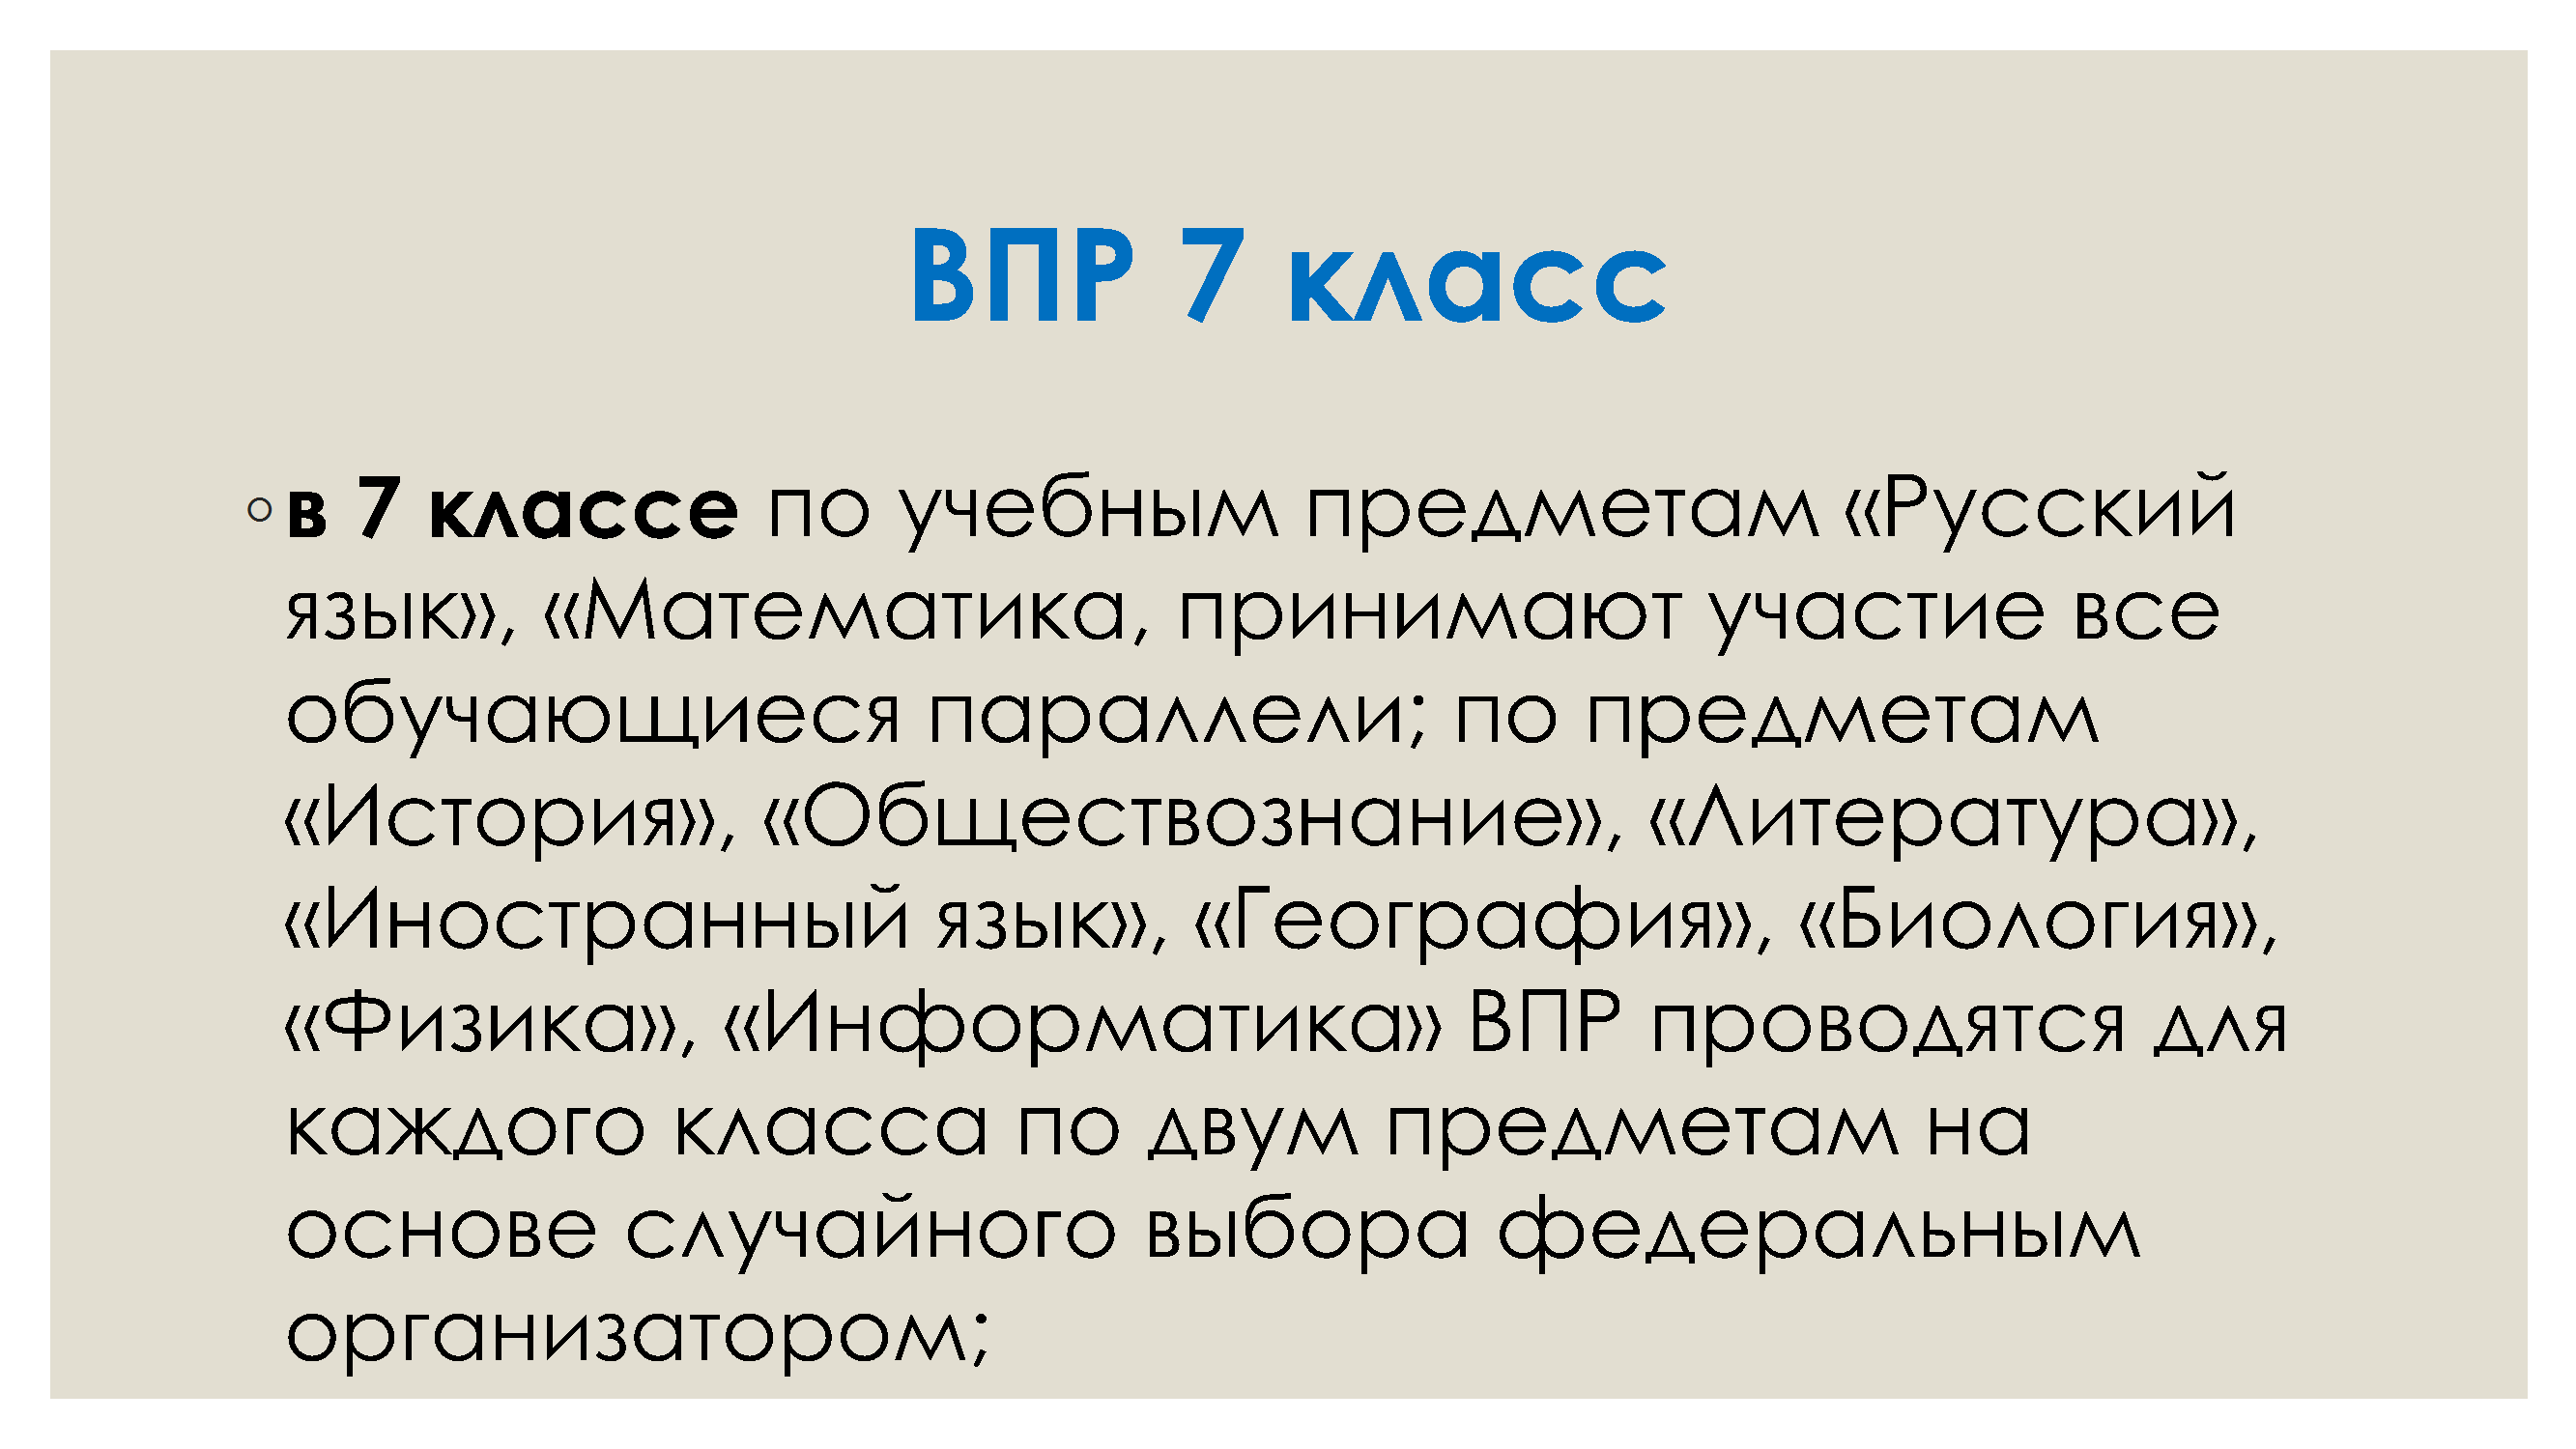 ВПР 7 класс
◦ в 7 классе по учебным предметам «Русский
язык», «Математика, принимают участие все
обучающиеся параллели; по предметам
«История», «Обществознание», «Литература»,
«Иностранный язык», «География», «Биология»,
«Физика», «Информатика» ВПР проводятся для
каждого класса по двум предметам на
основе случайного выбора федеральным
организатором;